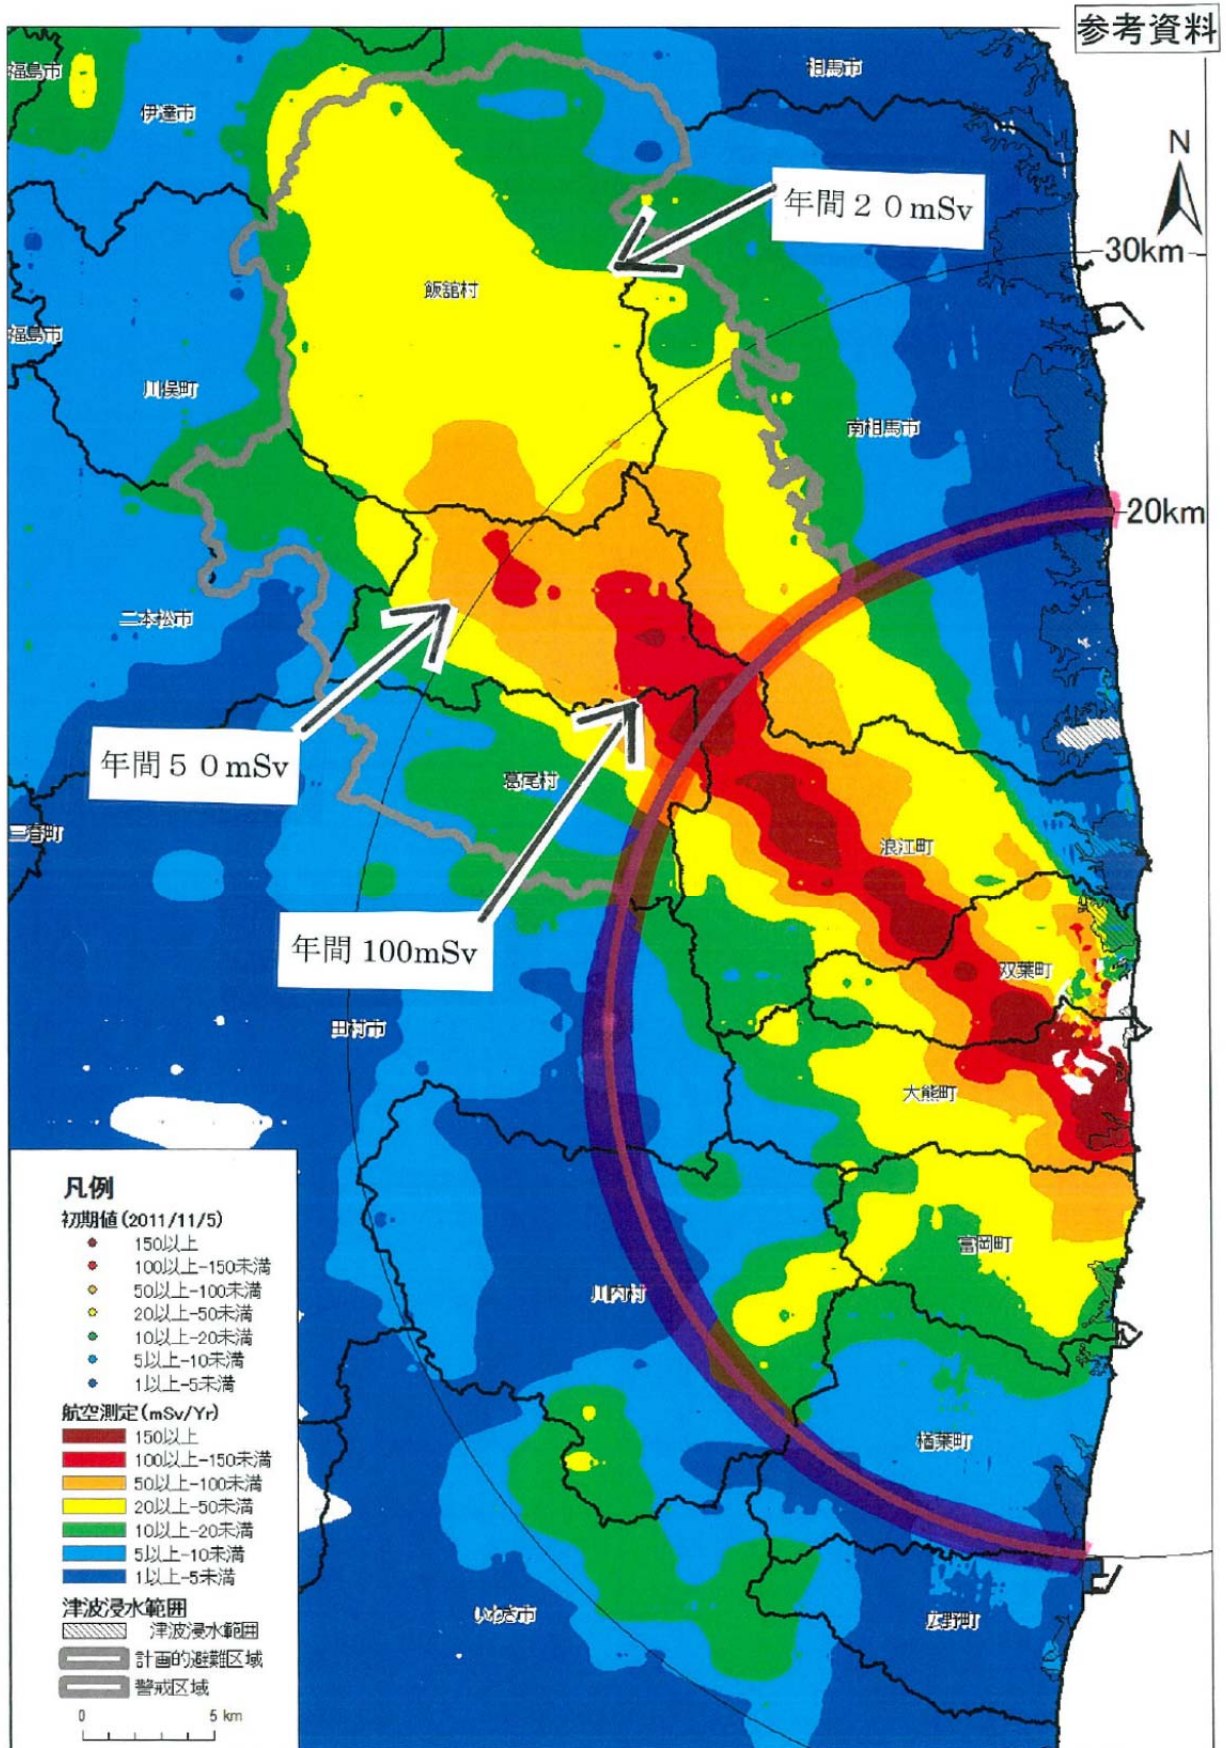 参考資料
福島市
伊達市
相馬市
N
年間20mSv
30km
飯舘村
福島市
川俣町
南相馬市
20km
二本松市
年間50mSv
葛尾村
三春町
浪江町
年間100mSv
双葉町
田村市
大熊町
富岡町
川内村
楢葉町
いわき市
広野町
凡例
初期値(2011/11/5)
150以上
100以上-150未満
50以上-100未満
20以上-50未満
10以上-20未満
5以上-10未満
1以上-5未満
航空測定(mSv/Yr)
150以上
100以上-150未満
50以上-100未満
20以上-50未満
10以上-20未満
5以上-10未満
1以上-5未満
津波浸水範囲
津波浸水範囲
計画的避難区域
警戒区域
0 5 km